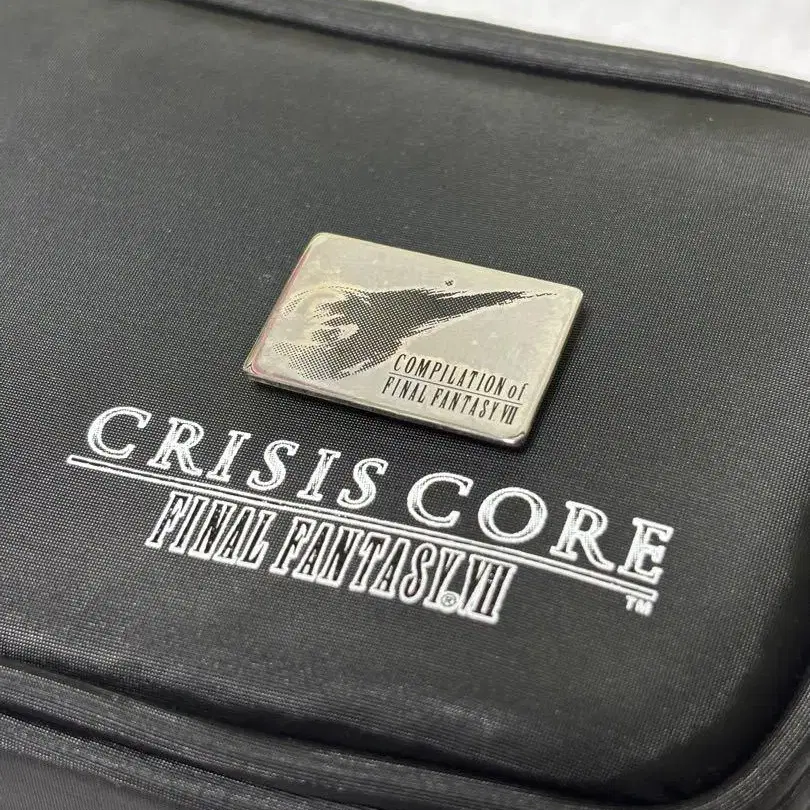 COMPILATION of
FINAL FANTASY VII
CRISIS CORE
TM
FINAL FANTASY® VII